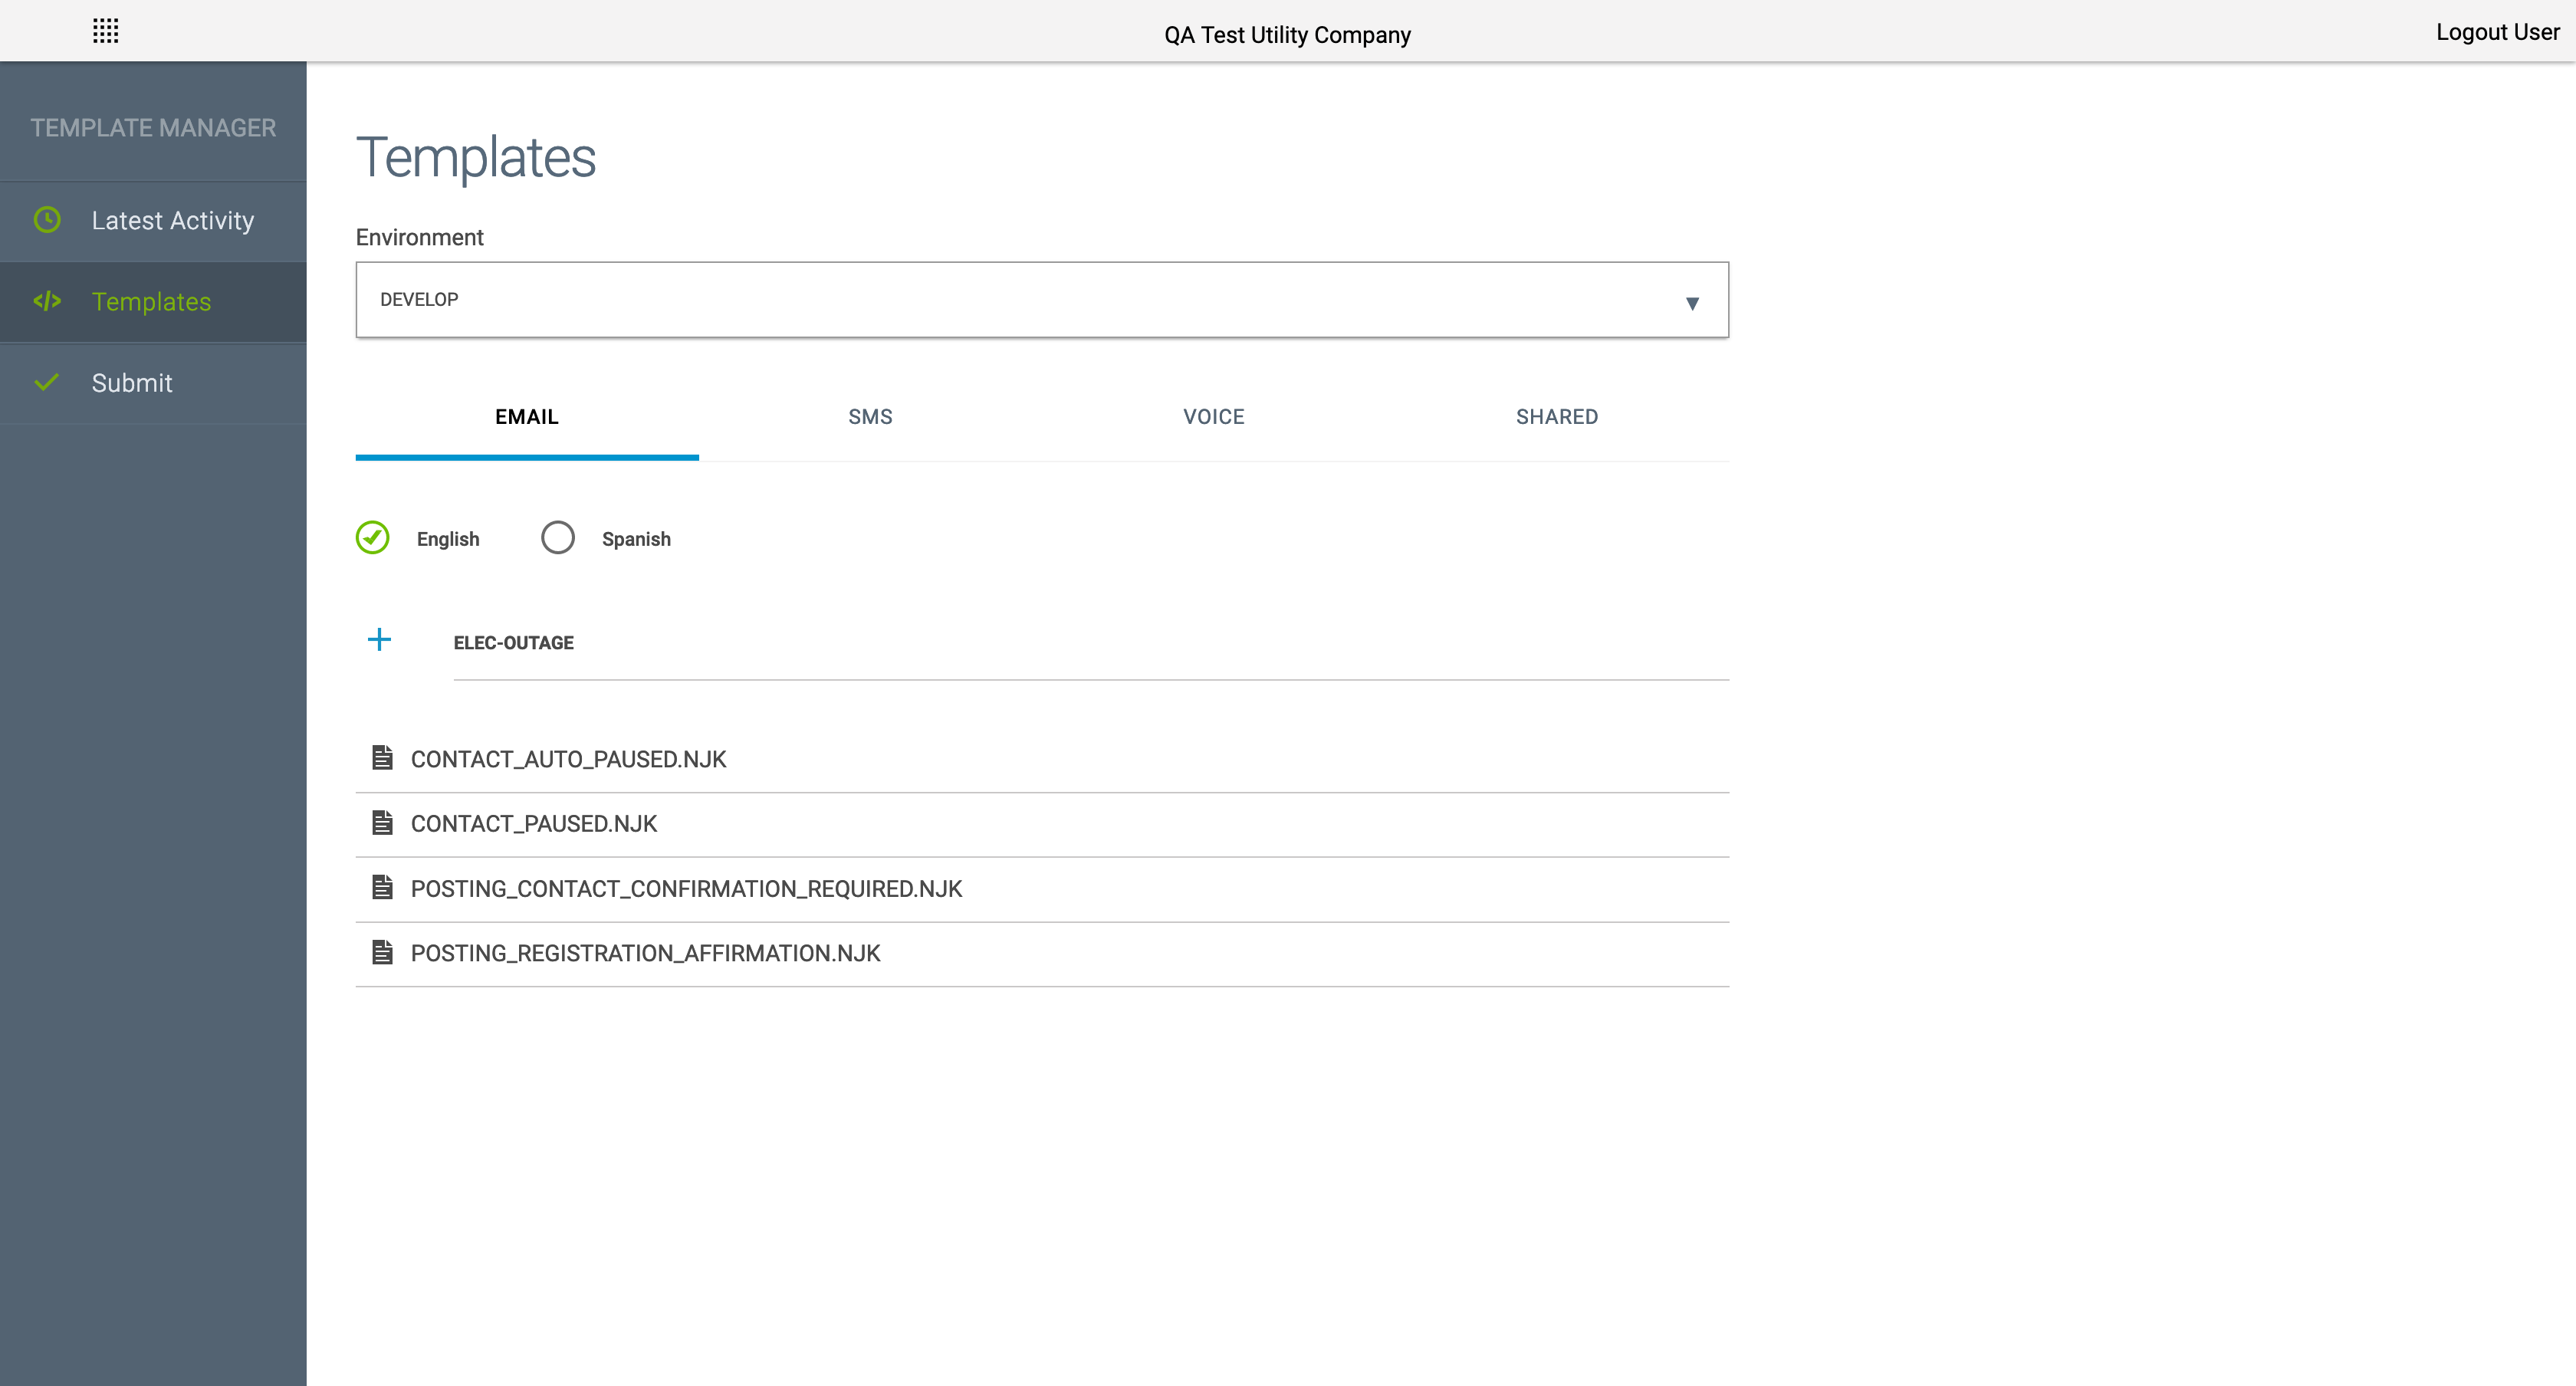 QA Test Utility Company
Logout User
TEMPLATE MANAGER
Latest Activity
Templates
Submit
Templates
Environment
DEVELOP
EMAIL SMS VOICE SHARED
English Spanish
ELEC-OUTAGE
CONTACT_AUTO_PAUSED.NJK
CONTACT_PAUSED.NJK
POSTING_CONTACT_CONFIRMATION_REQUIRED.NJK
POSTING_REGISTRATION_AFFIRMATION.NJK